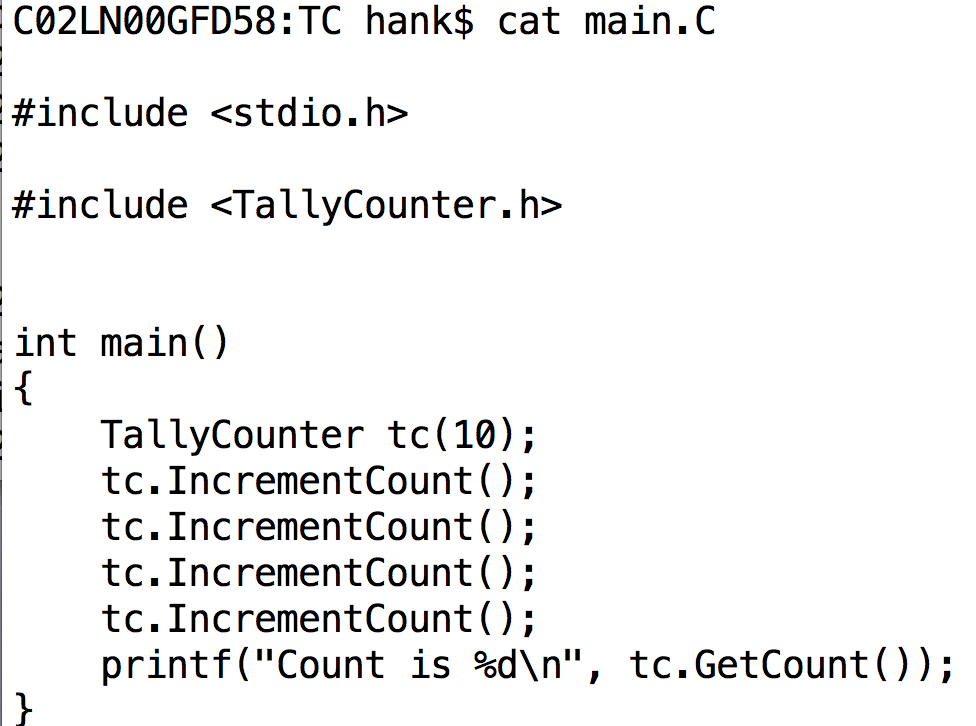 C02LN00GFD58:TC hank$ cat main.C
#include <stdio.h>
#include <TallyCounter.h>
int main()
{
    TallyCounter tc(10);
    tc.IncrementCount();
    tc.IncrementCount();
    tc.IncrementCount();
    tc.IncrementCount();
    printf("Count is %d\n", tc.GetCount());
}